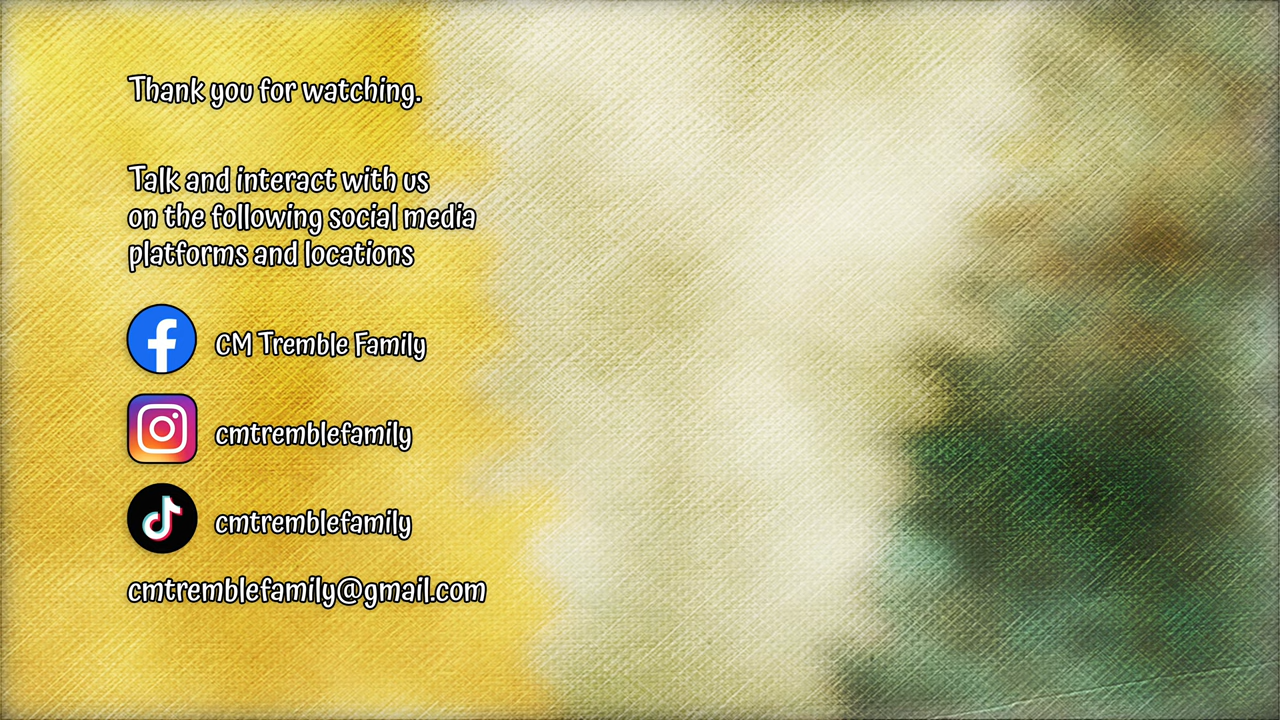 Thank you for watching.
Talk and interact with us
on the following social media
platforms and locations
CM Tremble Family
cmtremblefamily
cmtremblefamily
cmtremblefamily@gmail.com